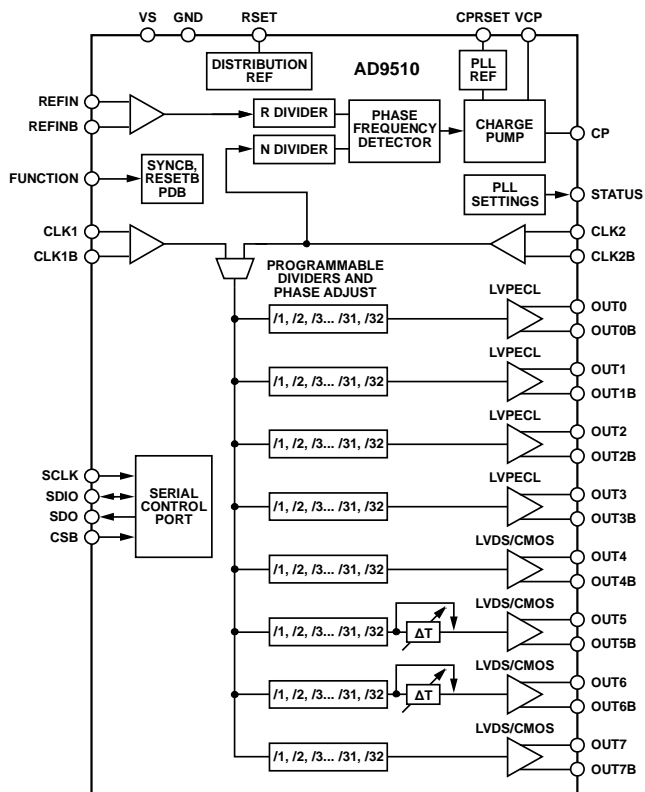 VS
GND
RSET
CPRSET
VCP
DISTRIBUTION
REF
AD9510
PLL
REF
REFIN
REFINB
R DIVIDER
N DIVIDER
PHASE
FREQUENCY
DETECTOR
CHARGE
PUMP
CP
FUNCTION
SYNCB,
RESETB
PDB
PLL
SETTINGS
STATUS
CLK1
CLK1B
CLK2
CLK2B
PROGRAMMABLE
DIVIDERS AND
PHASE ADJUST
LVPECL
/1, /2, /3... /31, /32
OUT0
OUT0B
LVPECL
/1, /2, /3... /31, /32
OUT1
OUT1B
LVPECL
/1, /2, /3... /31, /32
OUT2
OUT2B
SCLK
SDIO
SDO
CSB
SERIAL
CONTROL
PORT
LVPECL
/1, /2, /3... /31, /32
OUT3
OUT3B
LVDS/CMOS
/1, /2, /3... /31, /32
OUT4
OUT4B
LVDS/CMOS
/1, /2, /3... /31, /32
ΔT
OUT5
OUT5B
LVDS/CMOS
/1, /2, /3... /31, /32
ΔT
OUT6
OUT6B
LVDS/CMOS
/1, /2, /3... /31, /32
OUT7
OUT7B